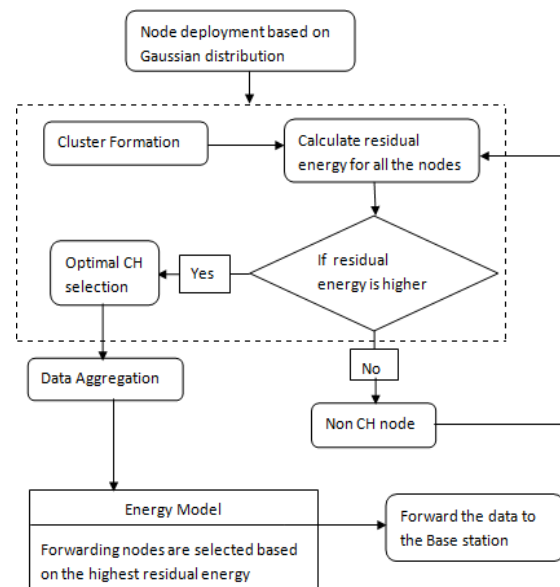 Node deployment based on
Gaussian distribution
Cluster Formation
Calculate residual
energy for all the nodes
If residual
energy is higher
Yes
Optimal CH
selection
No
Data Aggregation
Non CH node
Energy Model
Forwarding nodes are selected based
on the highest residual energy
Forward the data to
the Base station